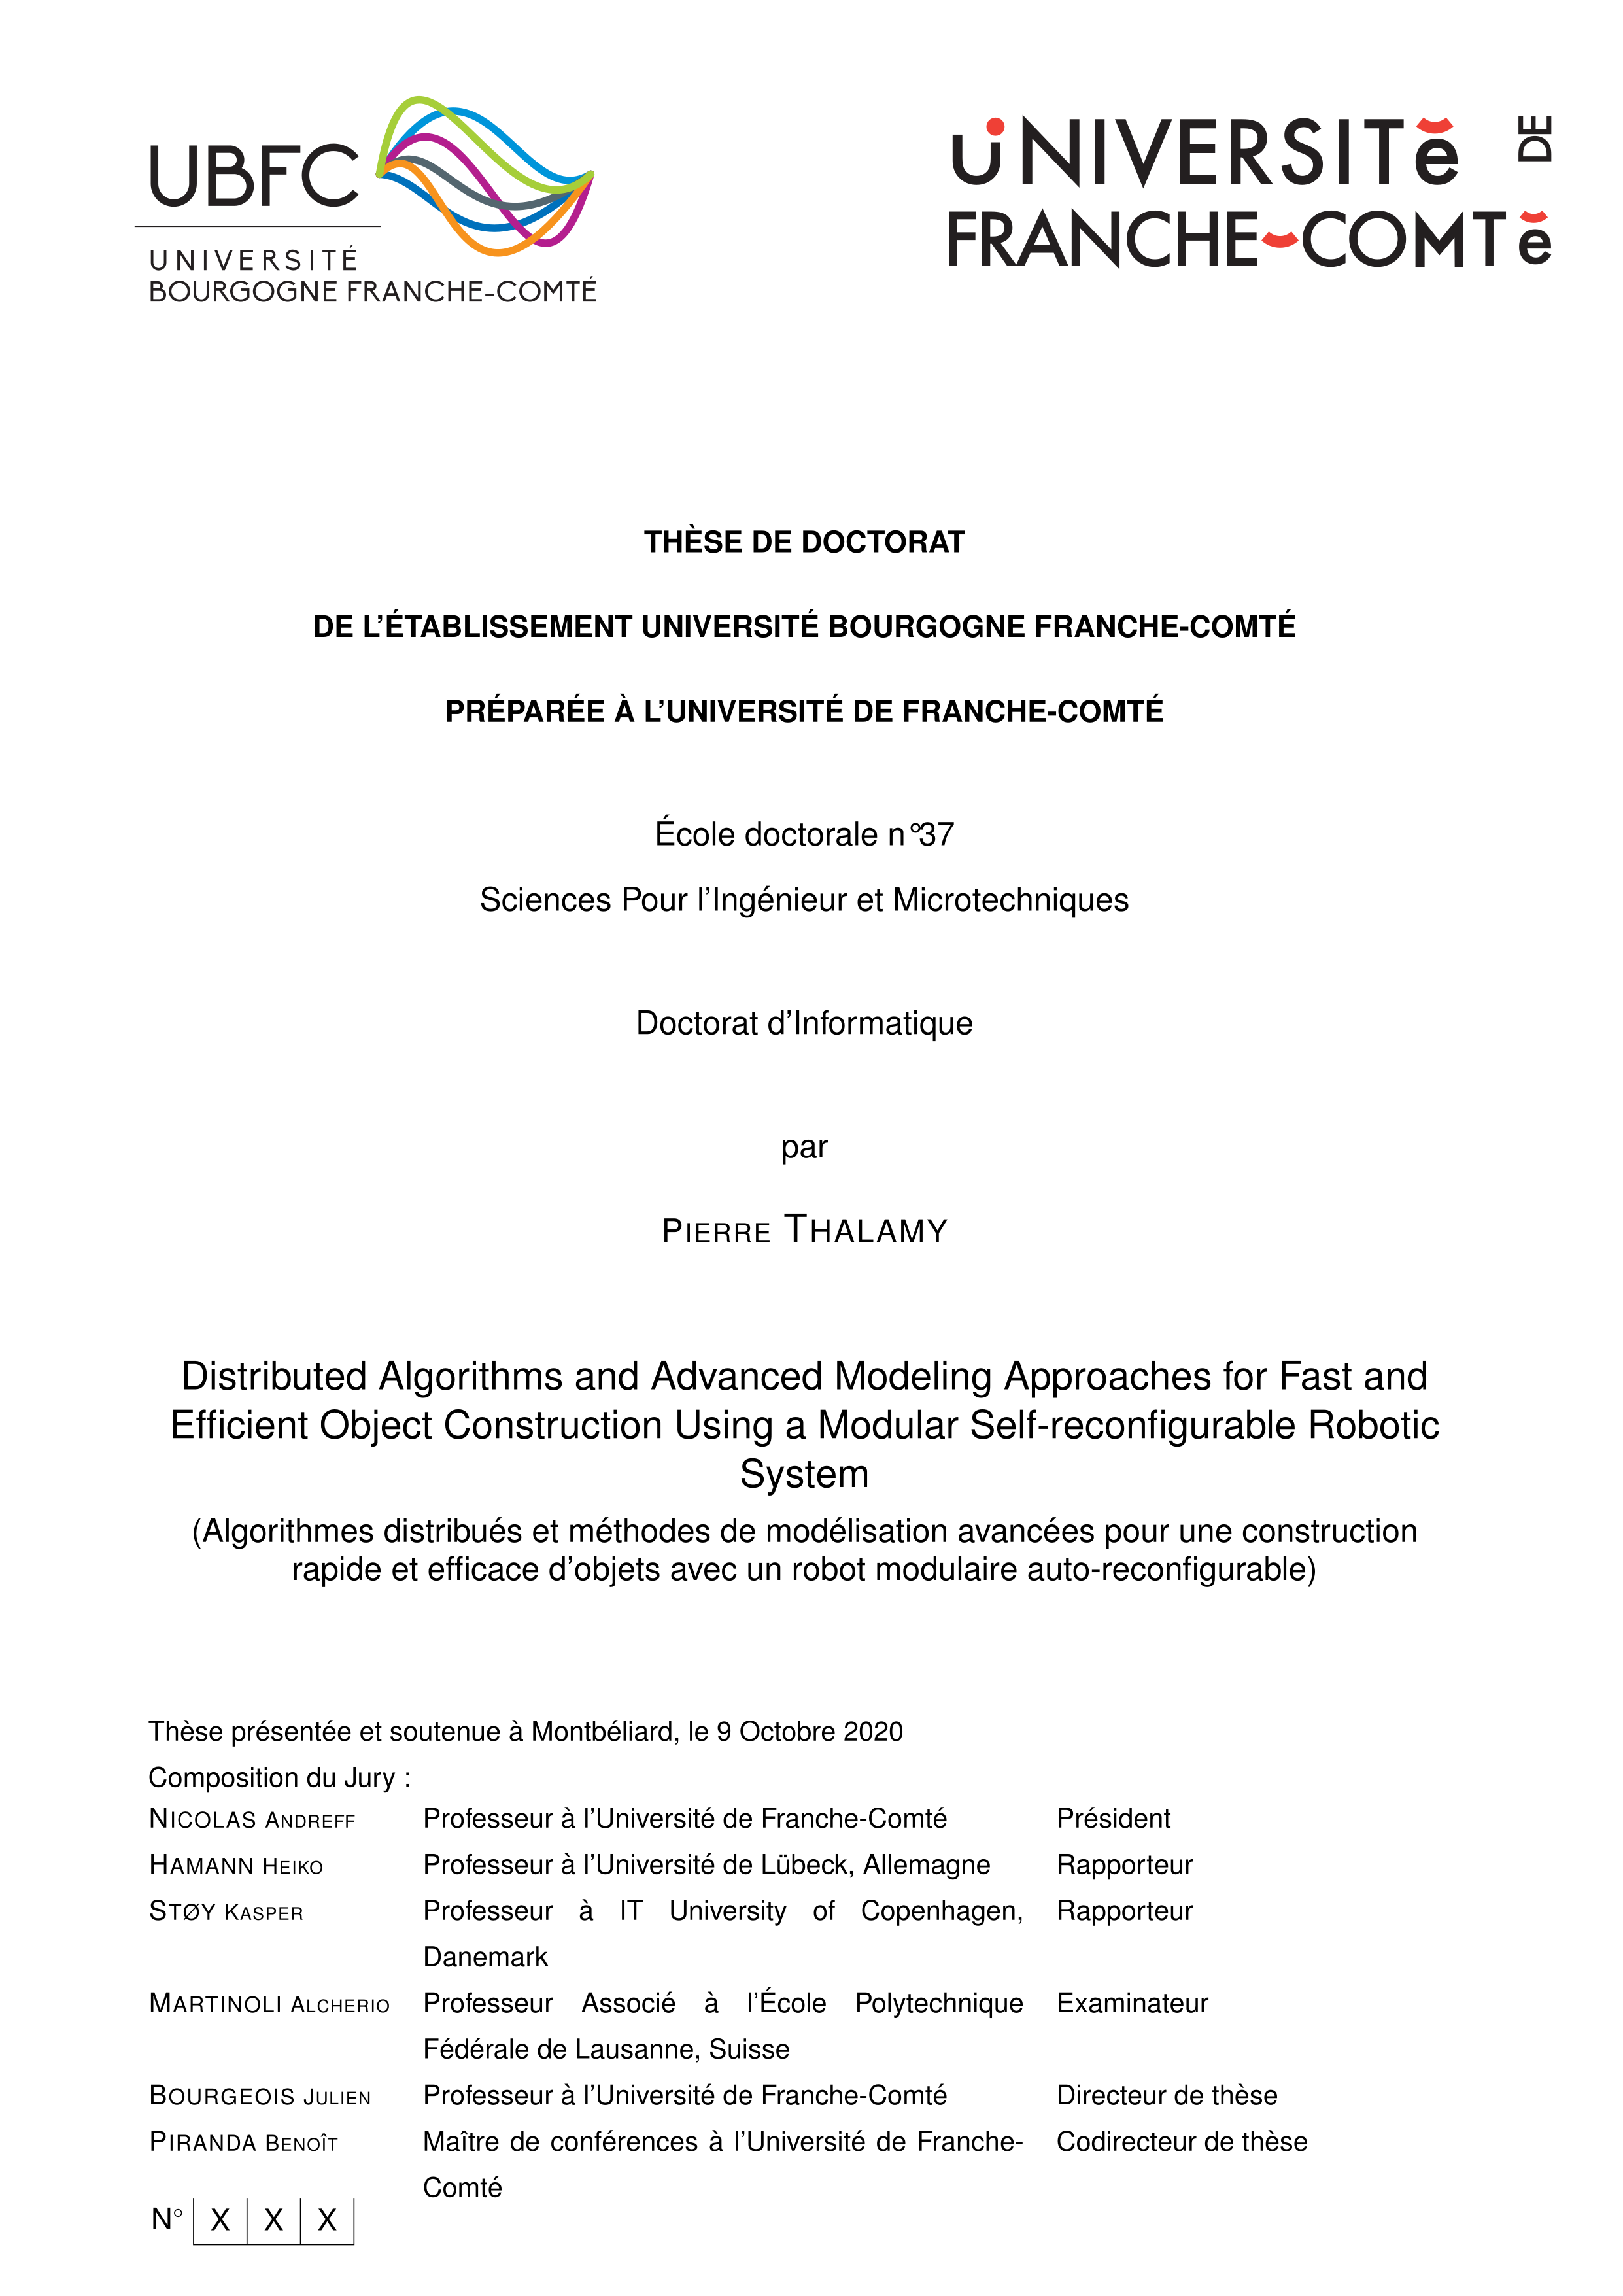 UBFC
UNIVERSITÉ
BOURGOGNE FRANCHE-COMTÉ
UNIVERSITÉ DE
FRANCHE-COMTÉ
THÈSE DE DOCTORAT
DE L'ÉTABLISSEMENT UNIVERSITÉ BOURGOGNE FRANCHE-COMTÉ
PRÉPARÉE À L'UNIVERSITÉ DE FRANCHE-COMTÉ
École doctorale n°37
Sciences Pour l'Ingénieur et Microtechniques
Doctorat d'Informatique
par
PIERRE THALAMY
Distributed Algorithms and Advanced Modeling Approaches for Fast and
Efficient Object Construction Using a Modular Self-reconfigurable Robotic
System
(Algorithmes distribués et méthodes de modélisation avancées pour une construction
rapide et efficace d'objets avec un robot modulaire auto-reconfigurable)
Thèse présentée et soutenue à Montbéliard, le 9 Octobre 2020
Composition du Jury :
NICOLAS ANDREFF Professeur à l'Université de Franche-Comté Président
HAMANN HEIKO Professeur à l'Université de Lübeck, Allemagne Rapporteur
STØY KASPER Professeur à IT University of Copenhagen, Rapporteur
Danemark
MARTINOLI ALCHERIO Professeur Associé à l'École Polytechnique Examinateur
Fédérale de Lausanne, Suisse
BOURGEOIS JULIEN Professeur à l'Université de Franche-Comté Directeur de thèse
PIRANDA BENOÎT Maître de conférences à l'Université de Franche- Codirecteur de thèse
Comté
N° X X X